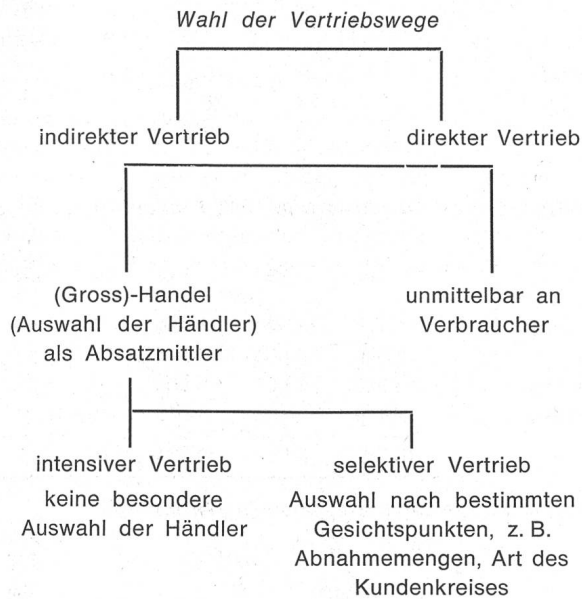 Wahl der Vertriebswege
indirekter Vertrieb
direkter Vertrieb
(Gross)-Handel
(Auswahl der Händler)
als Absatzmittler
unmittelbar an
Verbraucher
intensiver Vertrieb
keine besondere
Auswahl der Händler
selektiver Vertrieb
Auswahl nach bestimmten
Gesichtspunkten, z. B.
Abnahmemengen, Art des
Kundenkreises